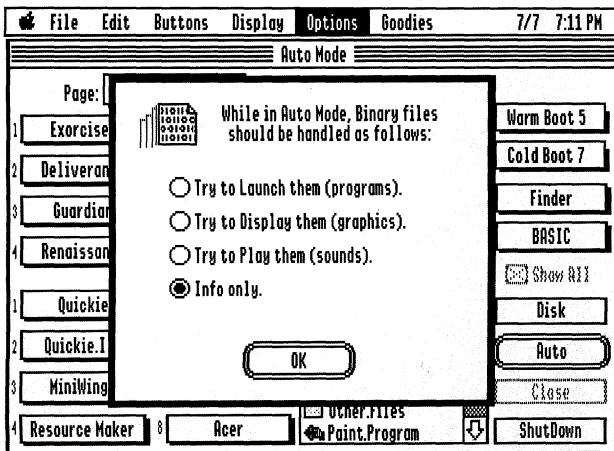 File Edit Buttons Display Options Goodies 7/7 7:11 PM
Auto Mode
Page:
While in Auto Mode, Binary files
should be handled as follows:
Try to Launch them (programs).
Try to Display them (graphics).
Try to Play them (sounds).
Info only.
OK
1 Exorcise
2 Deliveran
3 Guardian
4 Renaissan
1 Quickie
2 Quickie.I
3 MiniWing
4 Resource Maker
8 Acer
Other.Files
Paint.Program
Warm Boot 5
Cold Boot 7
Finder
BASIC
Show All
Disk
Auto
Close
ShutDown